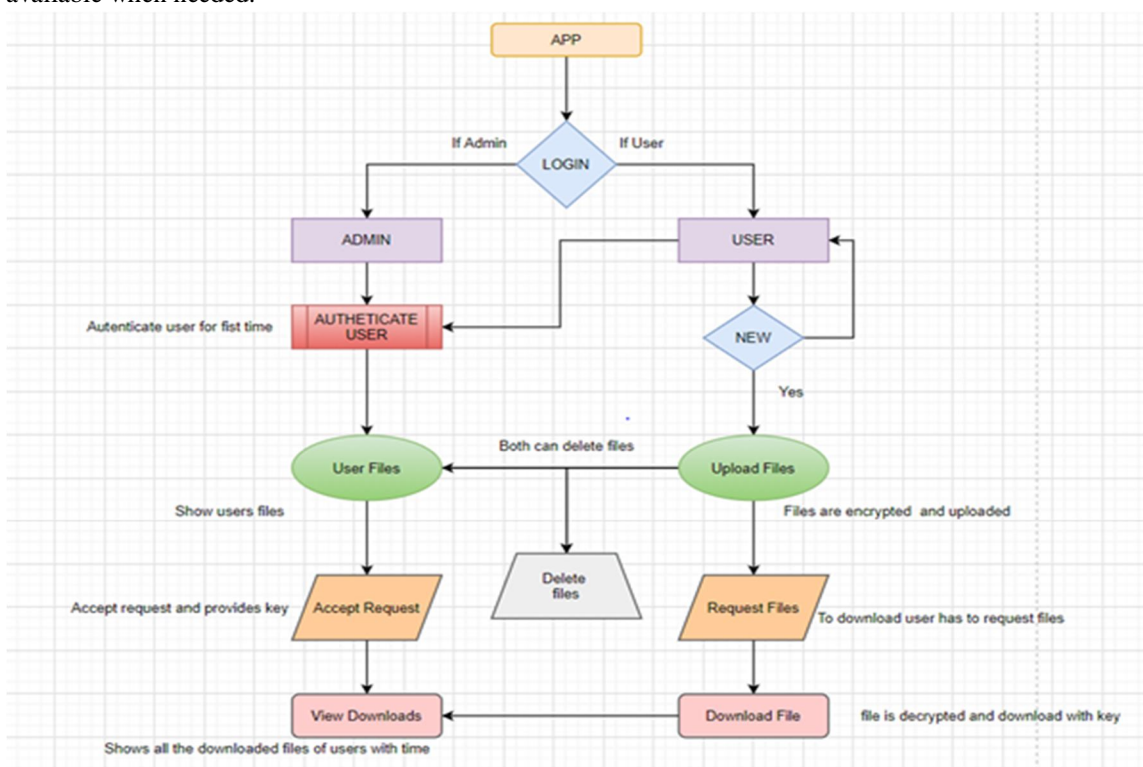 available when needed.
APP
If Admin
If User
LOGIN
ADMIN
USER
Autenticate user for fist time
AUTHETICATE
USER
NEW
Yes
Both can delete files
User Files
Upload Files
Show users files
Files are encrypted and uploaded
Delete
files
Accept request and provides key
Accept Request
Request Files
To download user has to request files
View Downloads
Download File
file is decrypted and download with key
Shows all the downloaded files of users with time